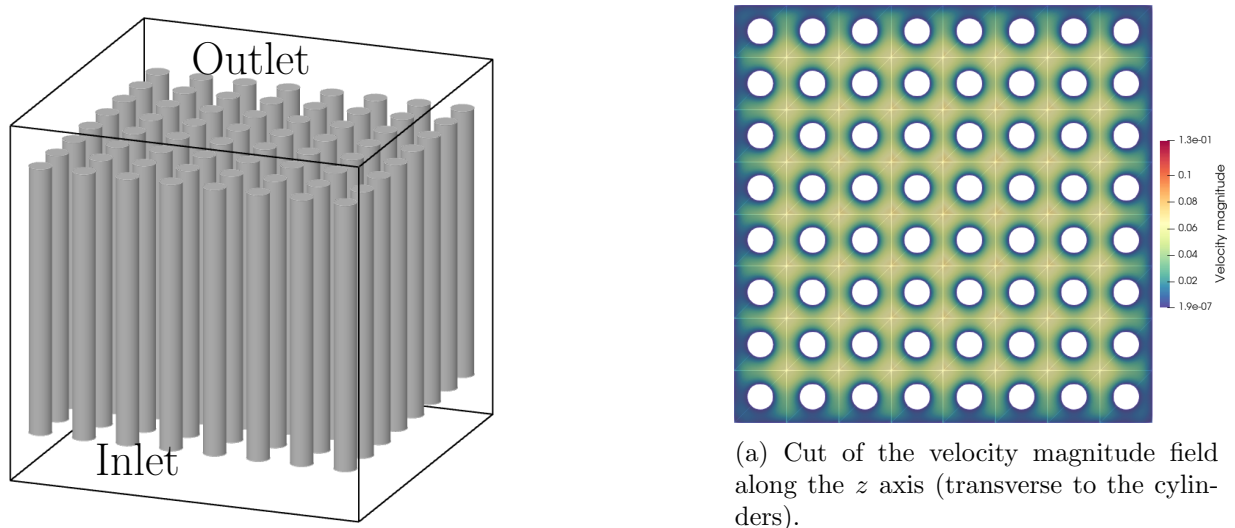 Outlet
Inlet
1.3e-01
0.1
0.08
0.06
0.04
0.02
1.9e-07
Velocity magnitude
(a) Cut of the velocity magnitude field
along the z axis (transverse to the cylin-
ders).